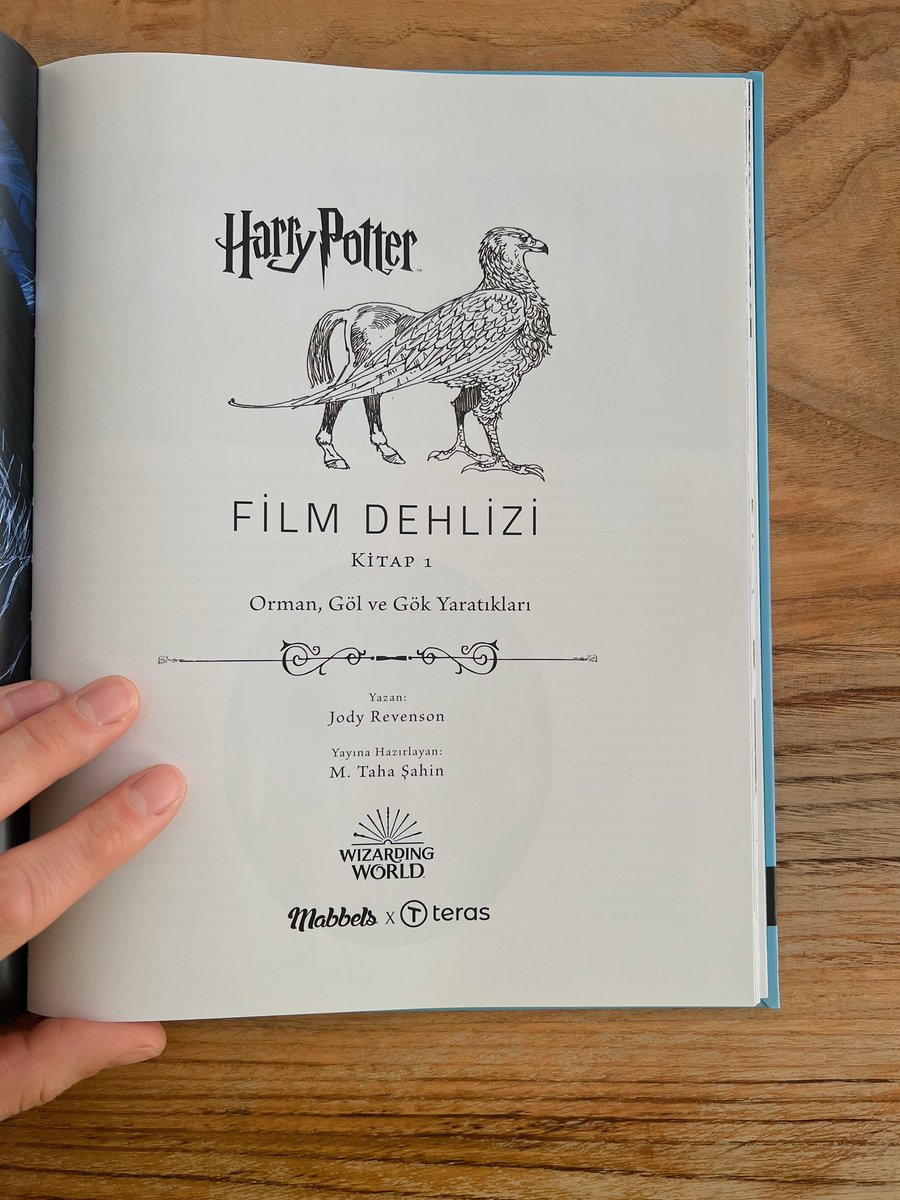 Harry Potter™
FİLM DEHLİZİ
KİTAP 1
Orman, Göl ve Gök Yaratıkları
Yazan:
Jody Revenson
Yayına Hazırlayan:
M. Taha Şahin
WIZARDING
WORLD
Mabbels x T teras